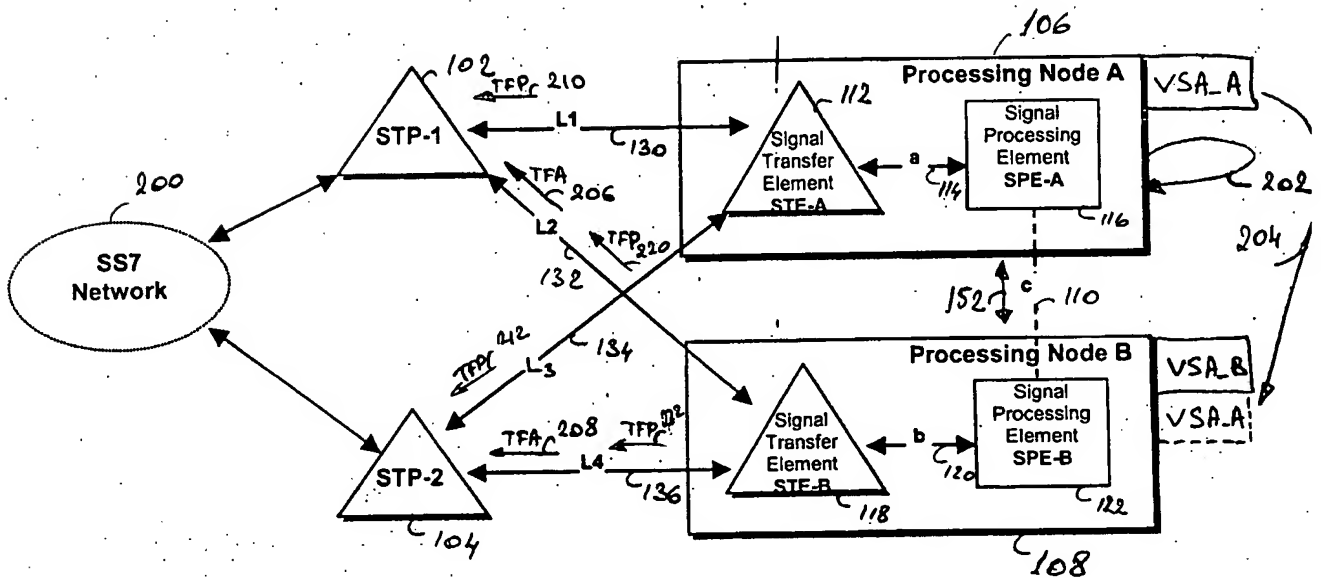 106
102
TFP 210
Processing Node A
VSA_A
112
STP-1
L1
130
Signal
Transfer
Element
STE-A
a
114
Signal
Processing
Element
SPE-A
116
202
200
TFA
206
L2
TFP 220
132
204
SS7
Network
152
c
110
134
TFP 212
L3
Processing Node B
VSA_B
VSA_A
TFA 208
TFP 222
STP-2
L4
136
Signal
Transfer
Element
STE-B
118
b
120
Signal
Processing
Element
SPE-B
122
104
108